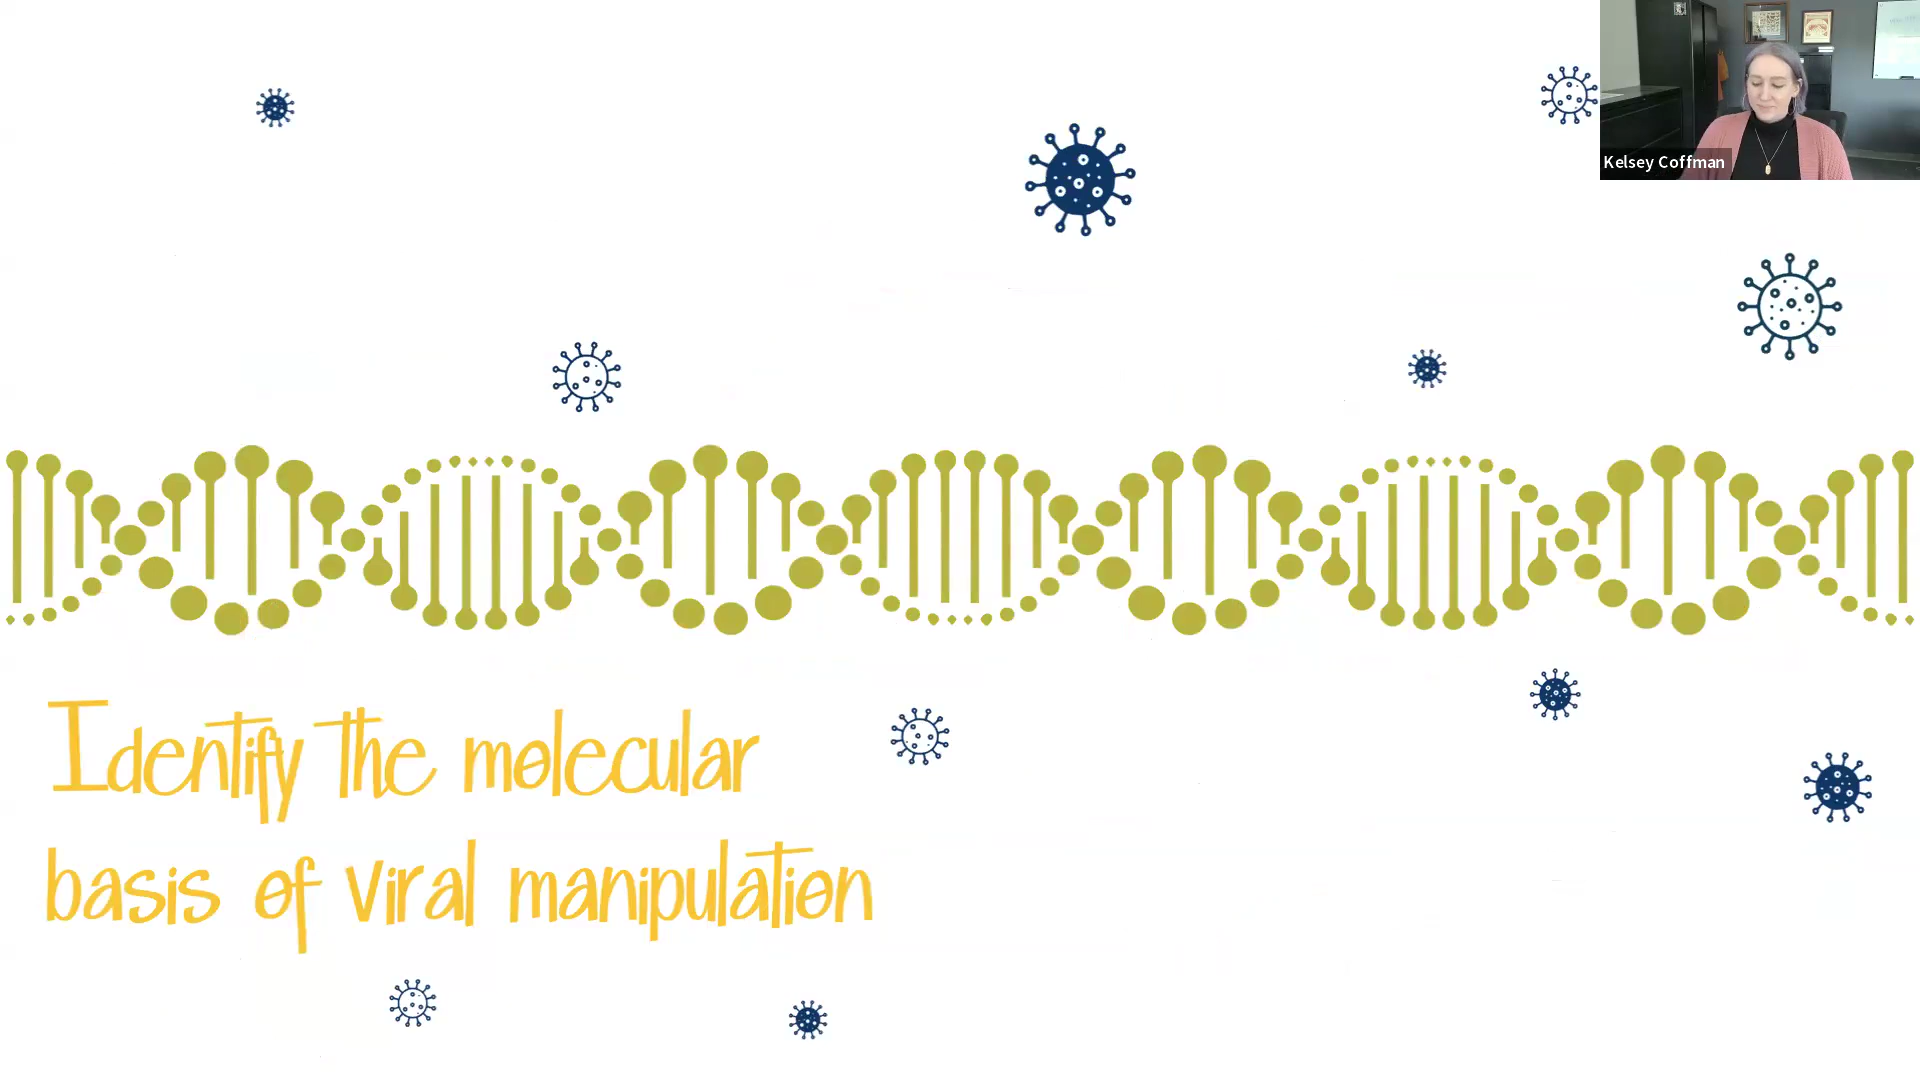 Kelsey Coffman
Identify the molecular
basis of viral manipulation